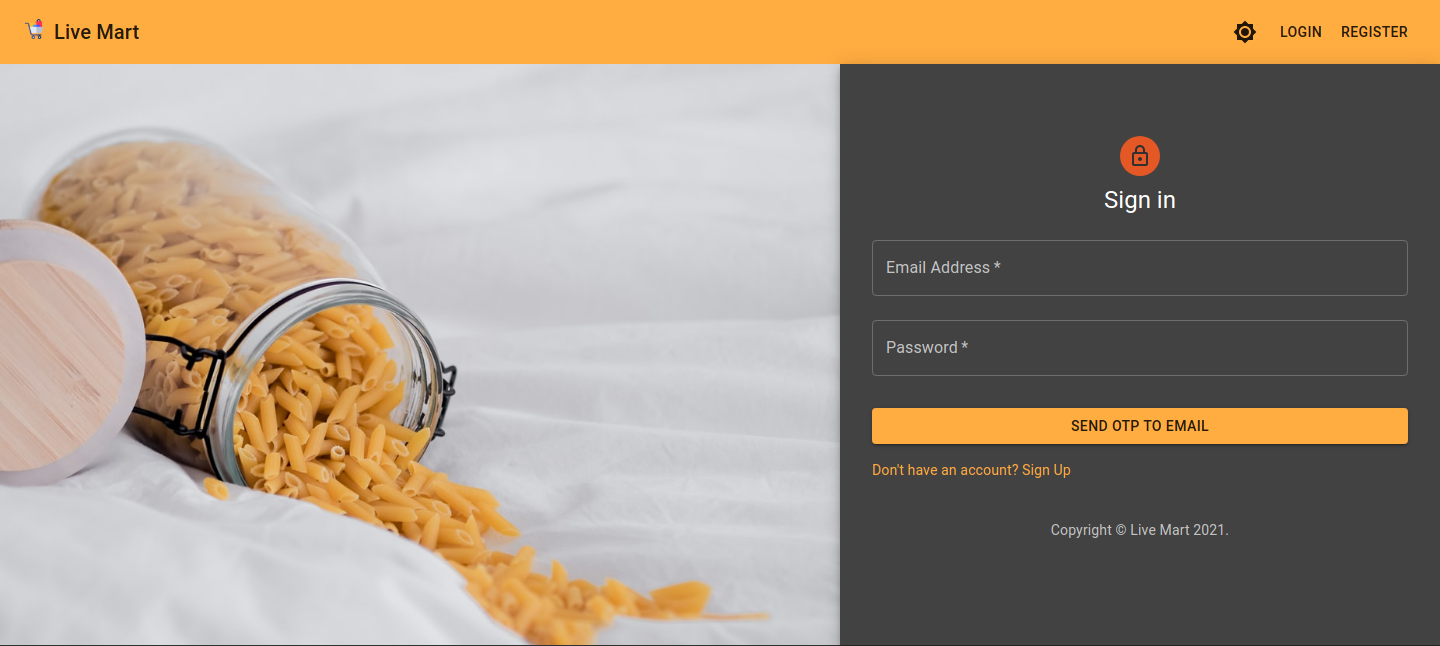 Live Mart
LOGIN REGISTER
Sign in
Email Address *
Password *
SEND OTP TO EMAIL
Don't have an account? Sign Up
Copyright © Live Mart 2021.